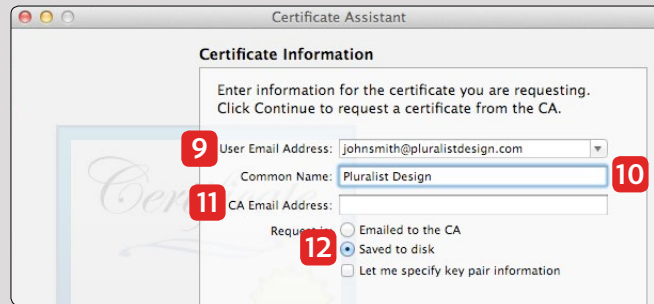 Certificate Assistant
Certificate Information
Enter information for the certificate you are requesting.
Click Continue to request a certificate from the CA.
9 User Email Address: johnsmith@pluralistdesign.com
Common Name: Pluralist Design 10
11 CA Email Address:
Emailed to the CA
12 Saved to disk
Let me specify key pair information